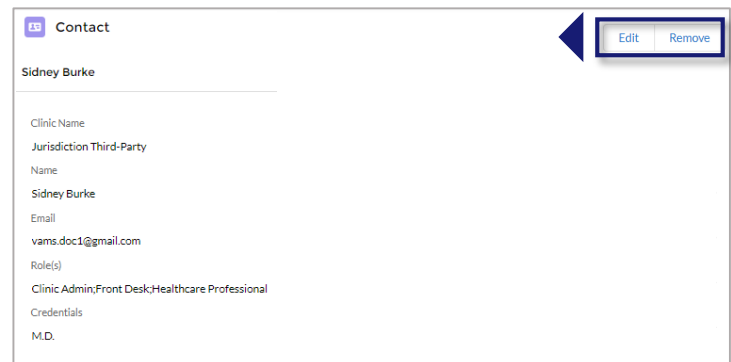 Contact
Edit Remove
Sidney Burke
Clinic Name
Jurisdiction Third-Party
Name
Sidney Burke
Email
vams.doc1@gmail.com
Role(s)
Clinic Admin;Front Desk;Healthcare Professional
Credentials
M.D.